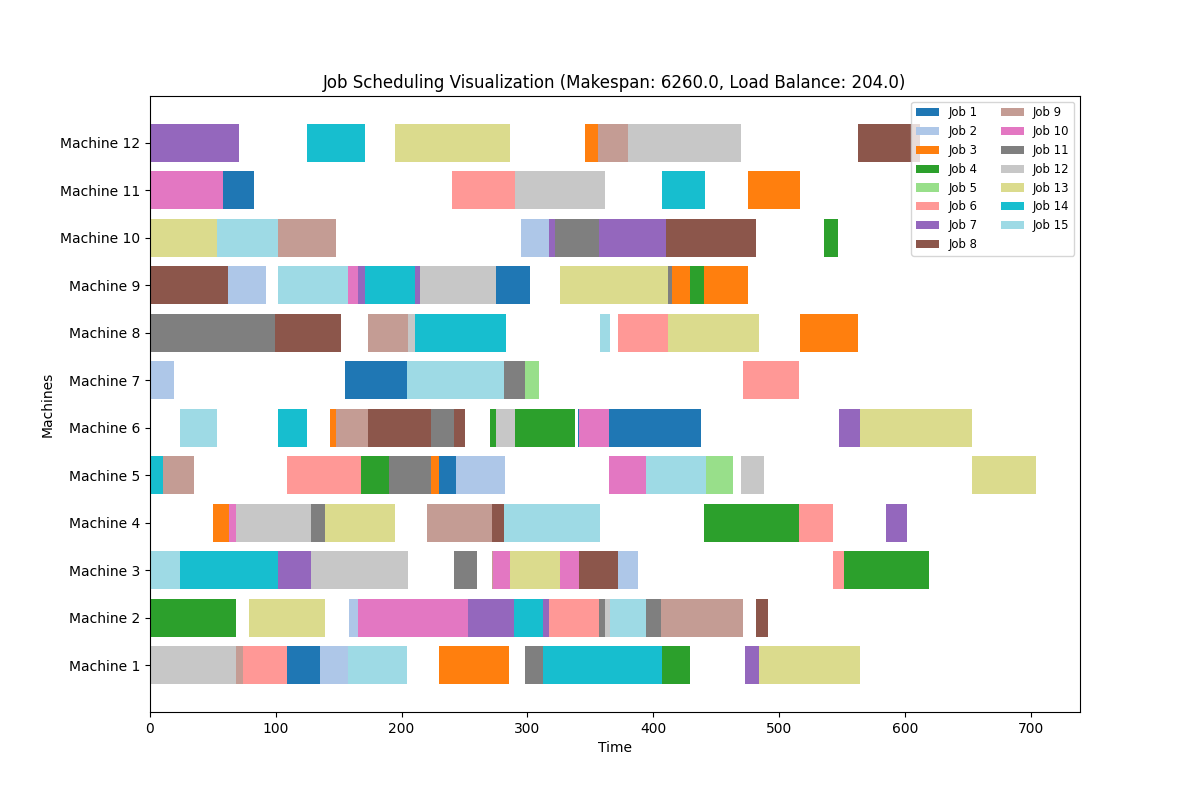 Job Scheduling Visualization (Makespan: 6260.0, Load Balance: 204.0)
Machine 12
Machine 11
Machine 10
Machine 9
Machine 8
Machine 7
Machine 6
Machine 5
Machine 4
Machine 3
Machine 2
Machine 1
Machines
0 100 200 300 400 500 600 700
Time
Job 1 Job 9
Job 2 Job 10
Job 3 Job 11
Job 4 Job 12
Job 5 Job 13
Job 6 Job 14
Job 7 Job 15
Job 8